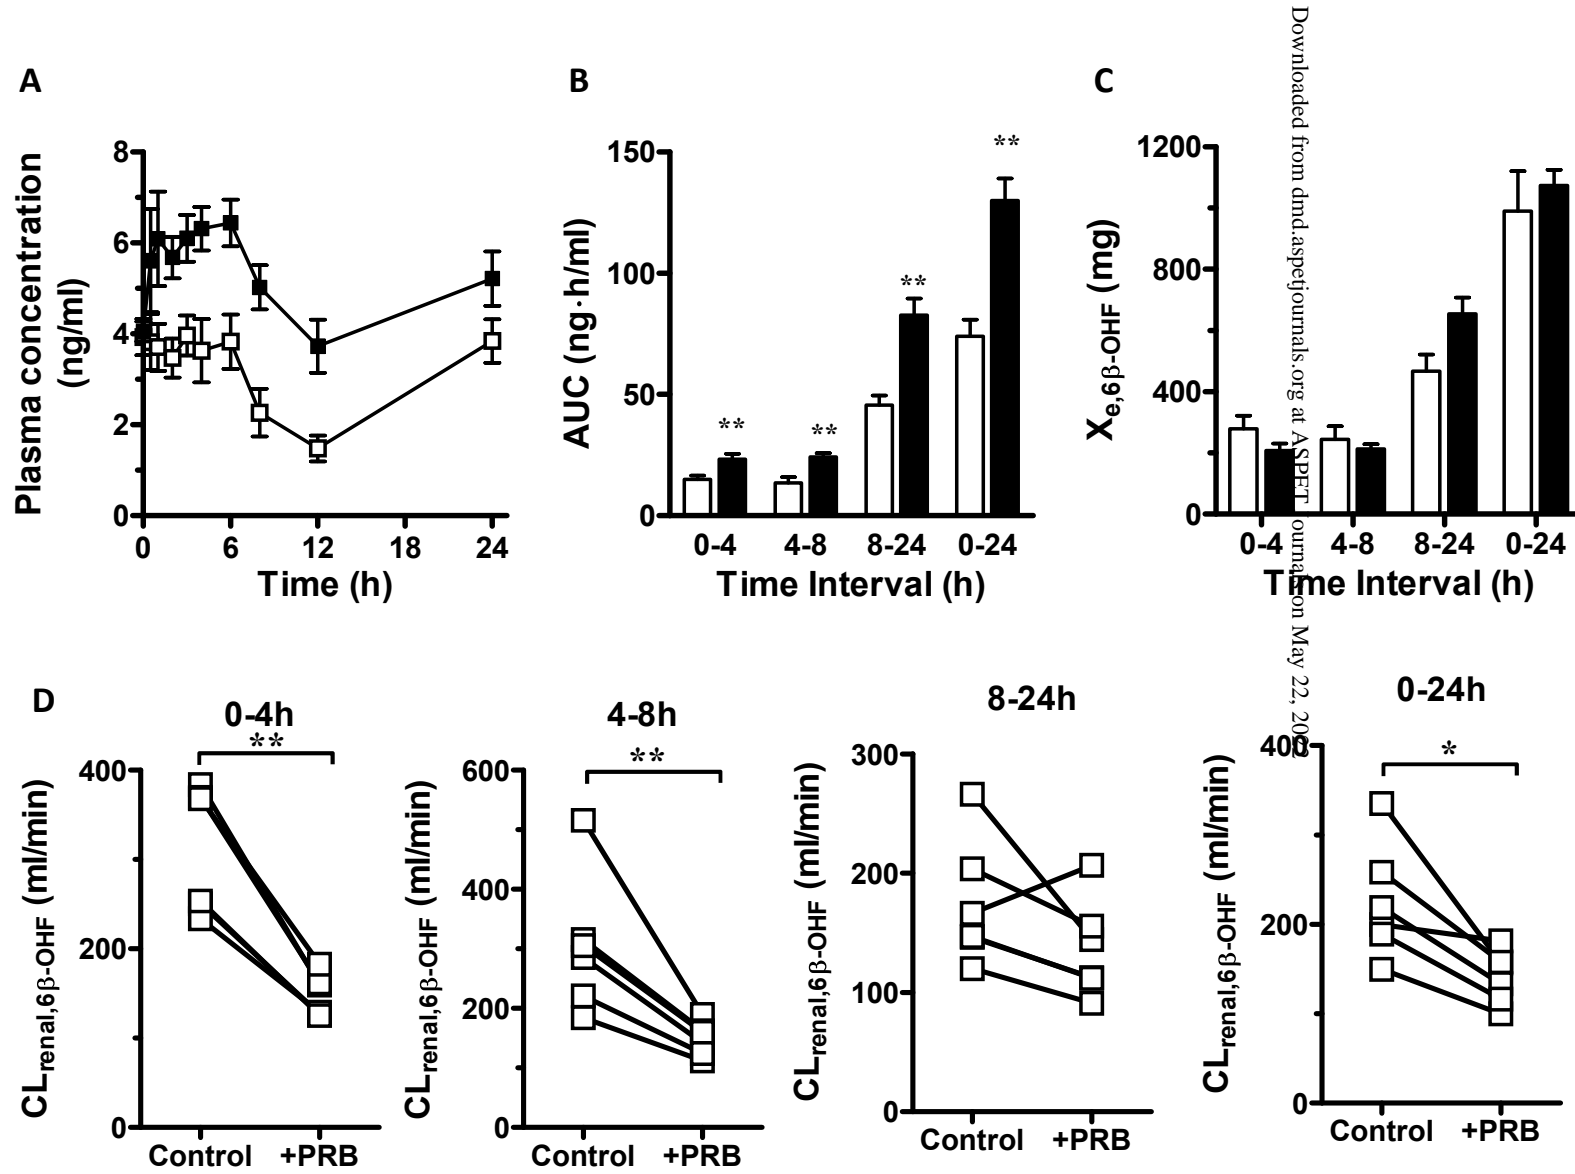 A
B
C
Plasma concentration
(ng/ml)
8
6
4
2
0
0
6
12
18
24
Time (h)
AUC (ng·h/ml)
150
100
50
0
**
**
**
**
0-4
4-8
8-24
0-24
Time Interval (h)
Xe,6β-OHF (mg)
1200
800
400
0
0-4
4-8
8-24
0-24
Time Interval (h)
Downloaded from dmd.aspetjournals.org at ASPET ournals on May 22, 202
D
0-4h
**
CLrenal,6β-OHF (ml/min)
400
200
0
Control
+PRB
4-8h
**
CLrenal,6β-OHF (ml/min)
600
400
200
0
Control
+PRB
8-24h
CLrenal,6β-OHF (ml/min)
300
200
100
0
Control
+PRB
0-24h
*
CLrenal,6β-OHF (ml/min)
400
200
0
Control
+PRB